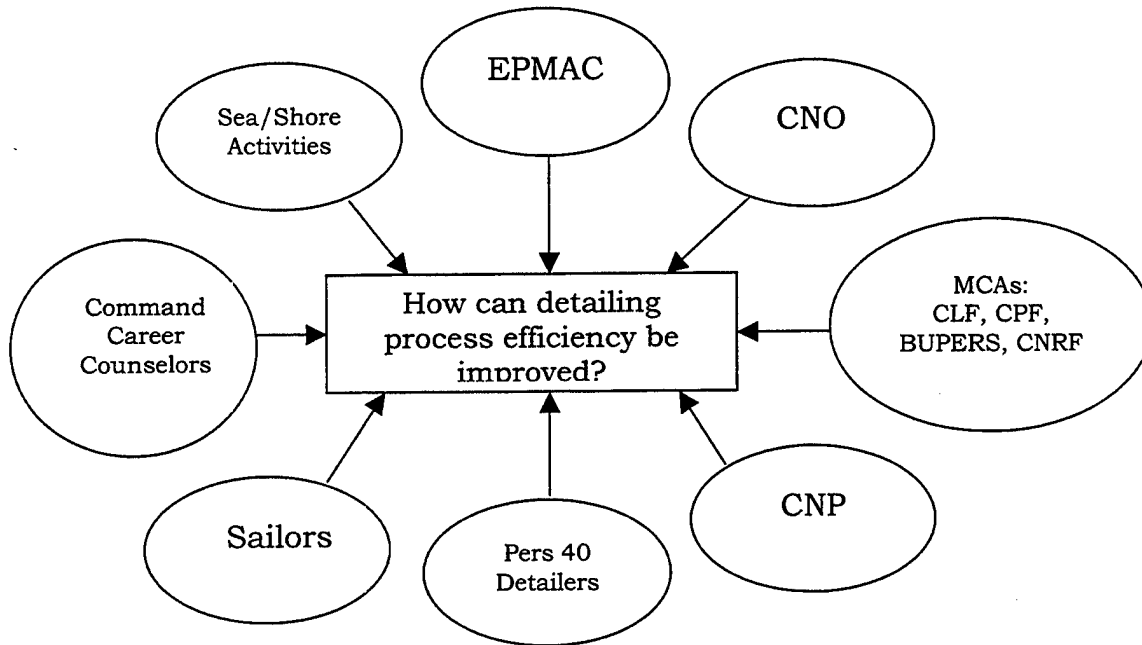 EPMAC
Sea/Shore
Activities
CNO
Command
Career
Counselors
How can detailing
process efficiency be
improved?
MCAs:
CLF, CPF,
BUPERS, CNRF
Sailors
Pers 40
Detailers
CNP